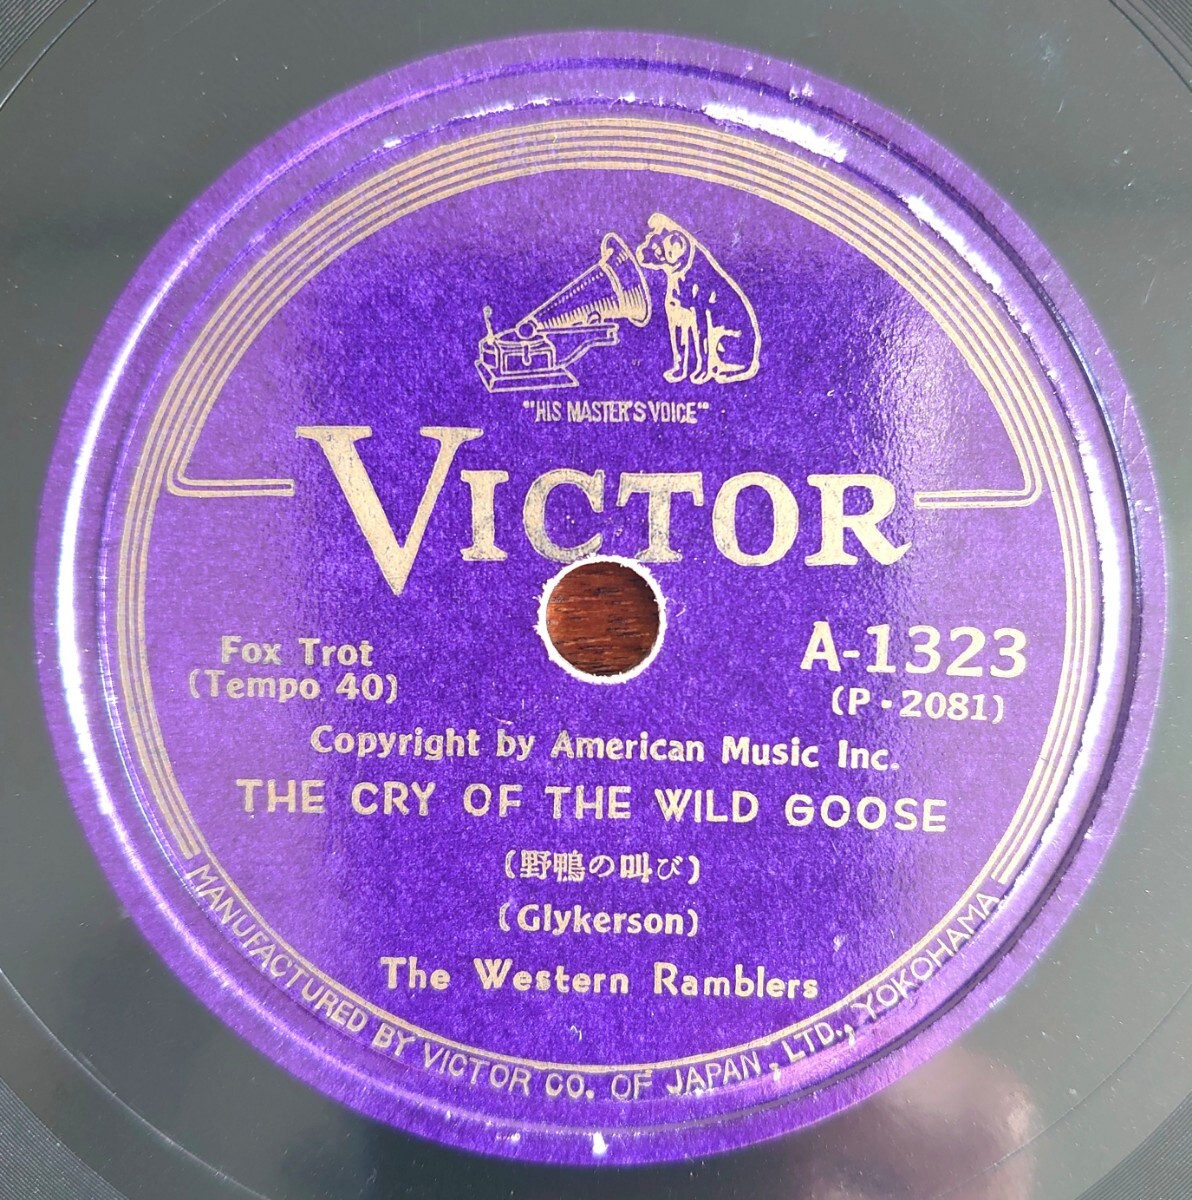 "HIS MASTER'S VOICE"
VICTOR
Fox Trot
(Tempo 40)
A-1323
(P-2081)
Copyright by American Music Inc.
THE CRY OF THE WILD GOOSE
(野鴨の叫び)
(Glykerson)
The Western Ramblers
MANUFACTURED BY VICTOR CO. OF JAPAN, LTD., YOKOHAMA